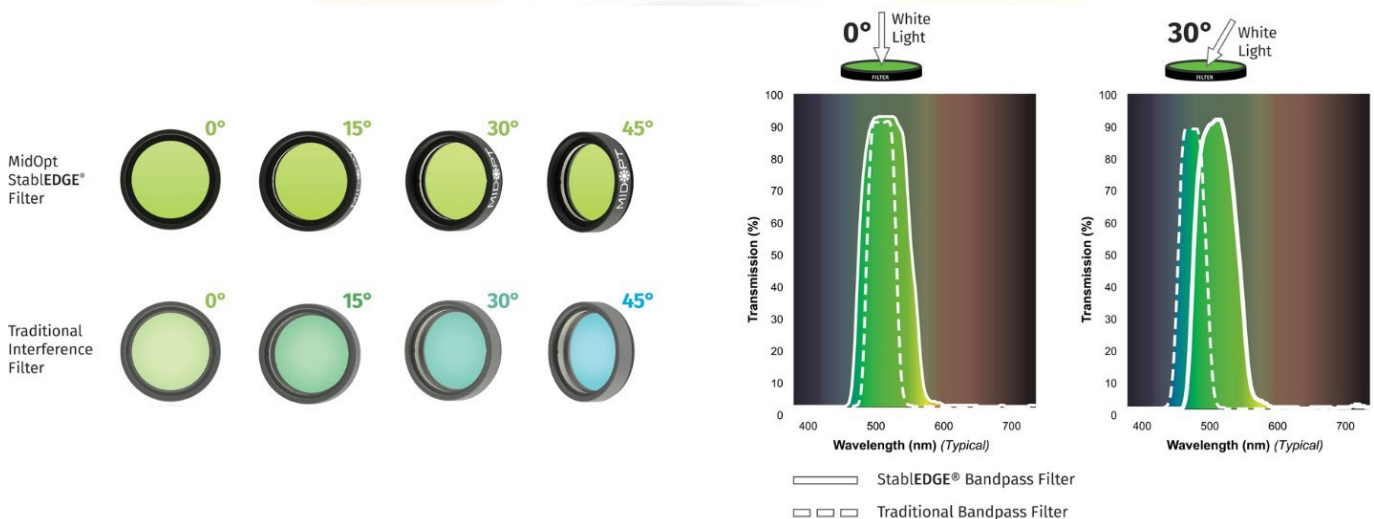 MidOpt
StablEDGE®
Filter
0°
15°
30°
45°
MIDOPT
MIDOPT
Traditional
Interference
Filter
0°
15°
30°
45°
0°
White
Light
FILTER
100
90
80
70
60
50
40
30
20
10
0
Transmission (%)
400
500
600
700
Wavelength (nm) (Typical)
30°
White
Light
FILTER
100
90
80
70
60
50
40
30
20
10
0
Transmission (%)
400
500
600
700
Wavelength (nm) (Typical)
StablEDGE® Bandpass Filter
Traditional Bandpass Filter